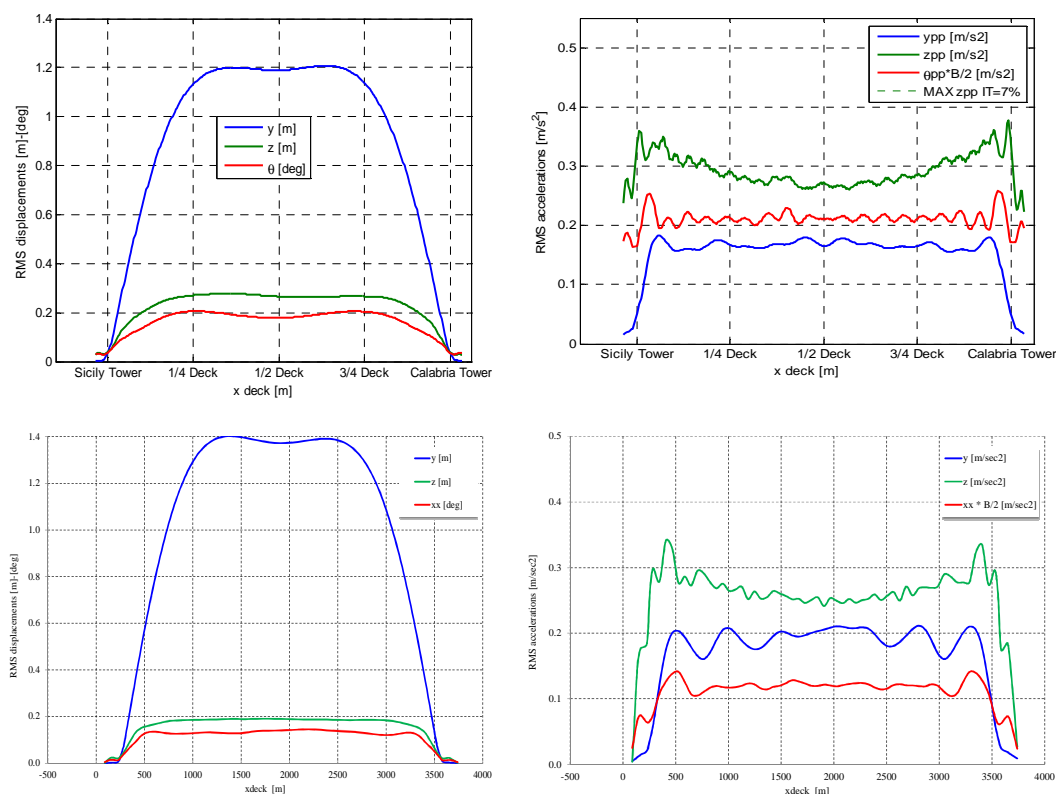 1.4
1.2
1
0.8
0.6
0.4
0.2
0
RMS displacements [m]-[deg]
y [m]
z [m]
θ [deg]
Sicily Tower 1/4 Deck 1/2 Deck 3/4 Deck Calabria Tower
x deck [m]
0.5
0.4
0.3
0.2
0.1
0
RMS accelerations [m/s2]
ypp [m/s2]
zpp [m/s2]
θpp*B/2 [m/s2]
MAX zpp IT=7%
Sicily Tower 1/4 Deck 1/2 Deck 3/4 Deck Calabria Tower
x deck [m]
1.4
1.2
1.0
0.8
0.6
0.4
0.2
0.0
RMS displacements [m]-[deg]
y [m]
z [m]
xx [deg]
-500 0 500 1000 1500 2000 2500 3000 3500 4000
xdeck [m]
0.5
0.4
0.3
0.2
0.1
0.0
RMS accelerations [m/sec2]
y [m/sec2]
z [m/sec2]
xx * B/2 [m/sec2]
-500 0 500 1000 1500 2000 2500 3000 3500 4000
xdeck [m]